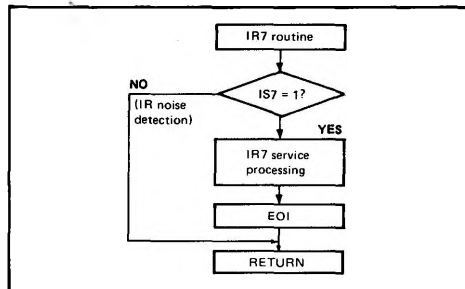 IR7 routine
IS7 = 1?
NO
(IR noise
detection)
YES
IR7 service
processing
EOI
RETURN